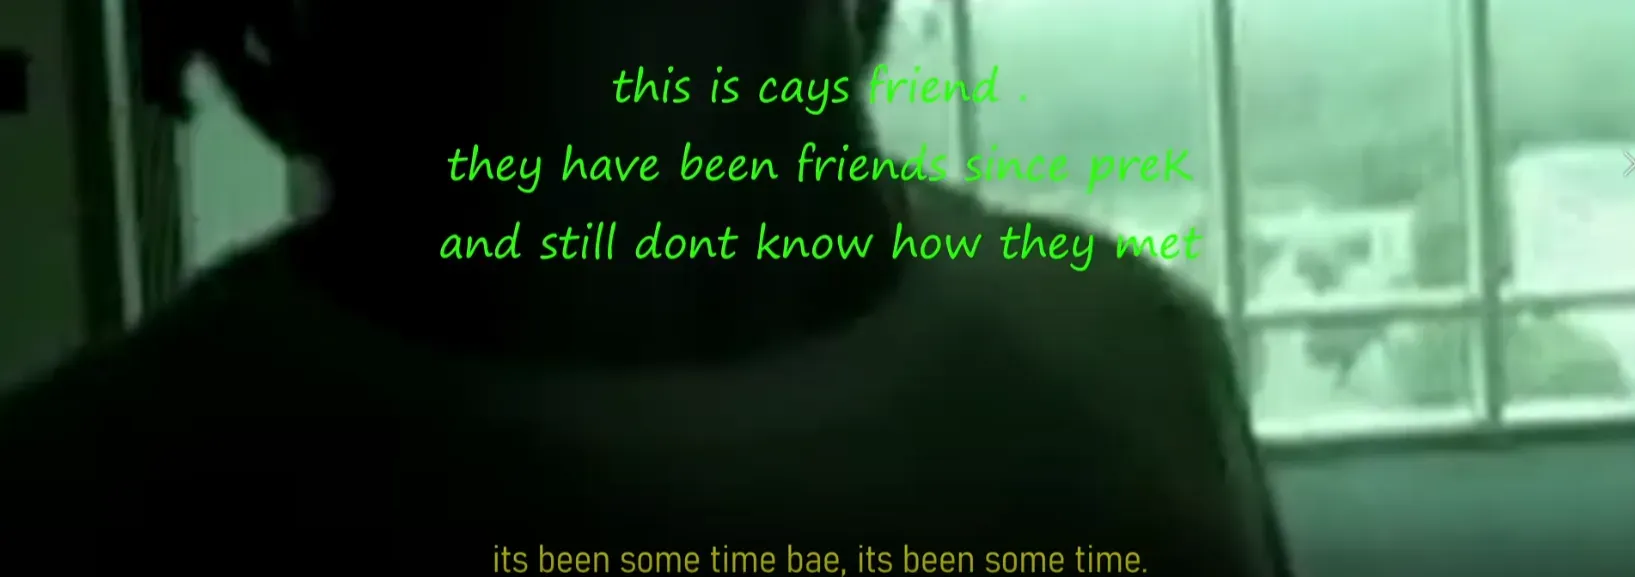 this is cays friend .
they have been friends since preK
and still dont know how they met
its been some time bae, its been some time.